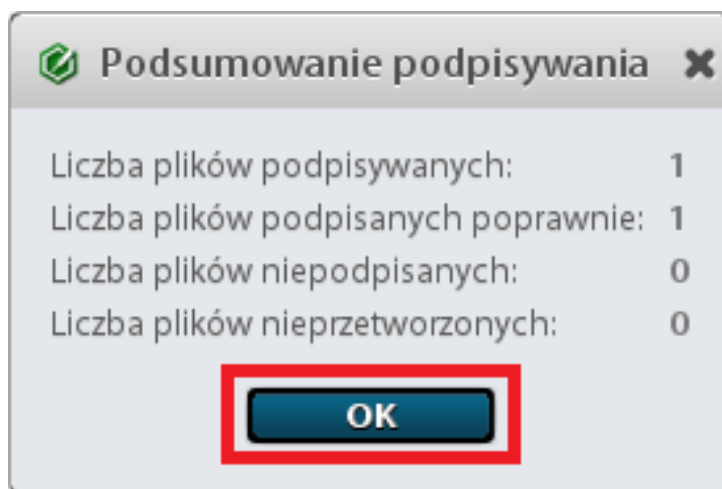 Podsumowanie podpisywania
Liczba plików podpisywanych: 1
Liczba plików podpisanych poprawnie: 1
Liczba plików niepodpisanych: 0
Liczba plików nieprzetworzonych: 0
OK